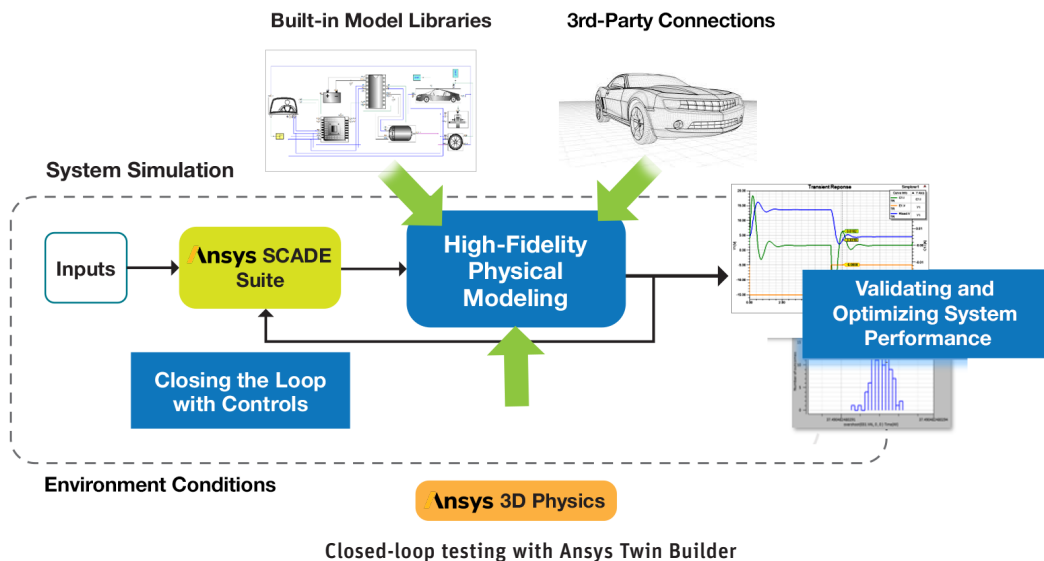 Built-in Model Libraries
3rd-Party Connections
System Simulation
Transient Reponse
Inputs
Ansys SCADE
Suite
High-Fidelity
Physical
Modeling
Validating and
Optimizing System
Performance
Closing the Loop
with Controls
Environment Conditions
Ansys 3D Physics
Closed-loop testing with Ansys Twin Builder